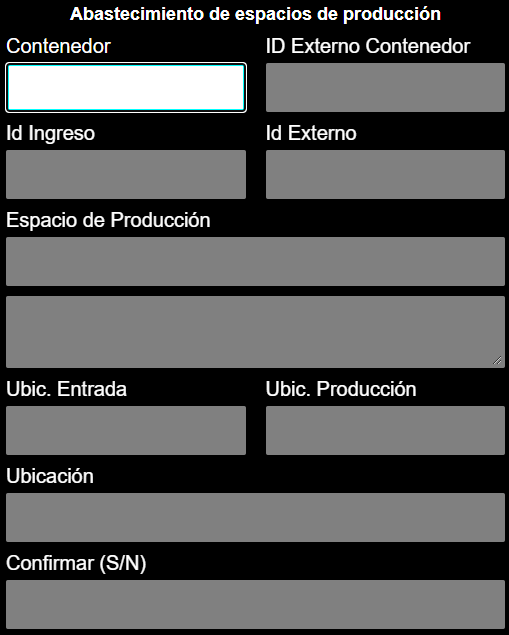 Abastecimiento de espacios de producción
Contenedor
ID Externo Contenedor
Id Ingreso
Id Externo
Espacio de Producción
Ubic. Entrada
Ubic. Producción
Ubicación
Confirmar (S/N)